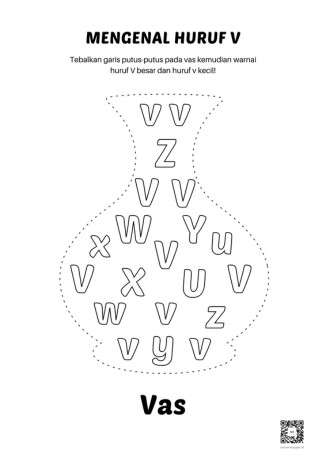 MENGENAL HURUF V
Tebalkan garis putus-putus pada vas kemudian warnai
huruf V besar dan huruf v kecil!
v v
Z
V V
x W V Y u
V X U V
w v z
v y v
Vas